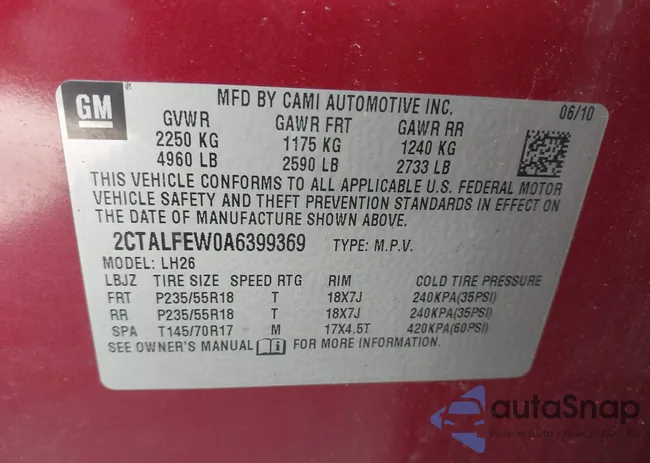 GM
MFD BY CAMI AUTOMOTIVE INC.
06/10
GVWR GAWR FRT GAWR RR
2250 KG 1175 KG 1240 KG
4960 LB 2590 LB 2733 LB
THIS VEHICLE CONFORMS TO ALL APPLICABLE U.S. FEDERAL MOTOR
VEHICLE SAFETY AND THEFT PREVENTION STANDARDS IN EFFECT ON
THE DATE OF MANUFACTURE SHOWN ABOVE.
2CTALFEW0A6399369 TYPE: M.P.V.
MODEL: LH26
LBJZ TIRE SIZE SPEED RTG RIM COLD TIRE PRESSURE
FRT P235/55R18 T 18X7J 240KPA(35PSI)
RR P235/55R18 T 18X7J 240KPA(35PSI)
SPA T145/70R17 M 17X4.5T 420KPA(60PSI)
SEE OWNER'S MANUAL FOR MORE INFORMATION.
autaSnap